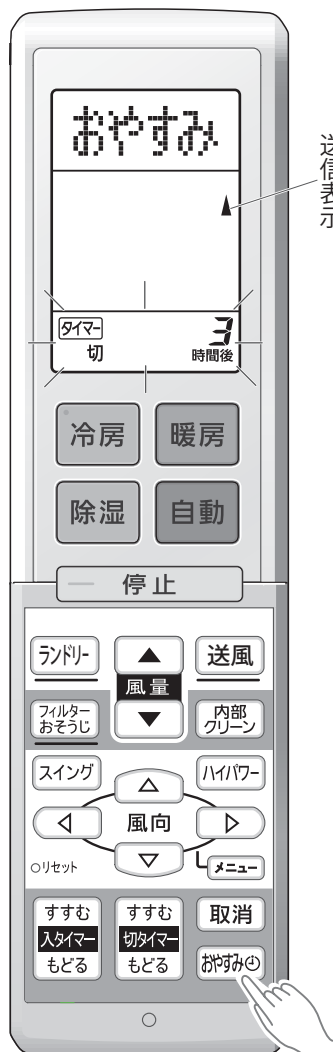 おやすみ
送信表示
タイマー
切
3
時間後
冷房
暖房
除湿
自動
停止
ランドリー
風量
送風
フィルター
おそうじ
内部
クリーン
スイング
ハイパワー
風向
リセット
メニュー
すすむ
入タイマー
もどる
すすむ
切タイマー
もどる
取消
おやすみ